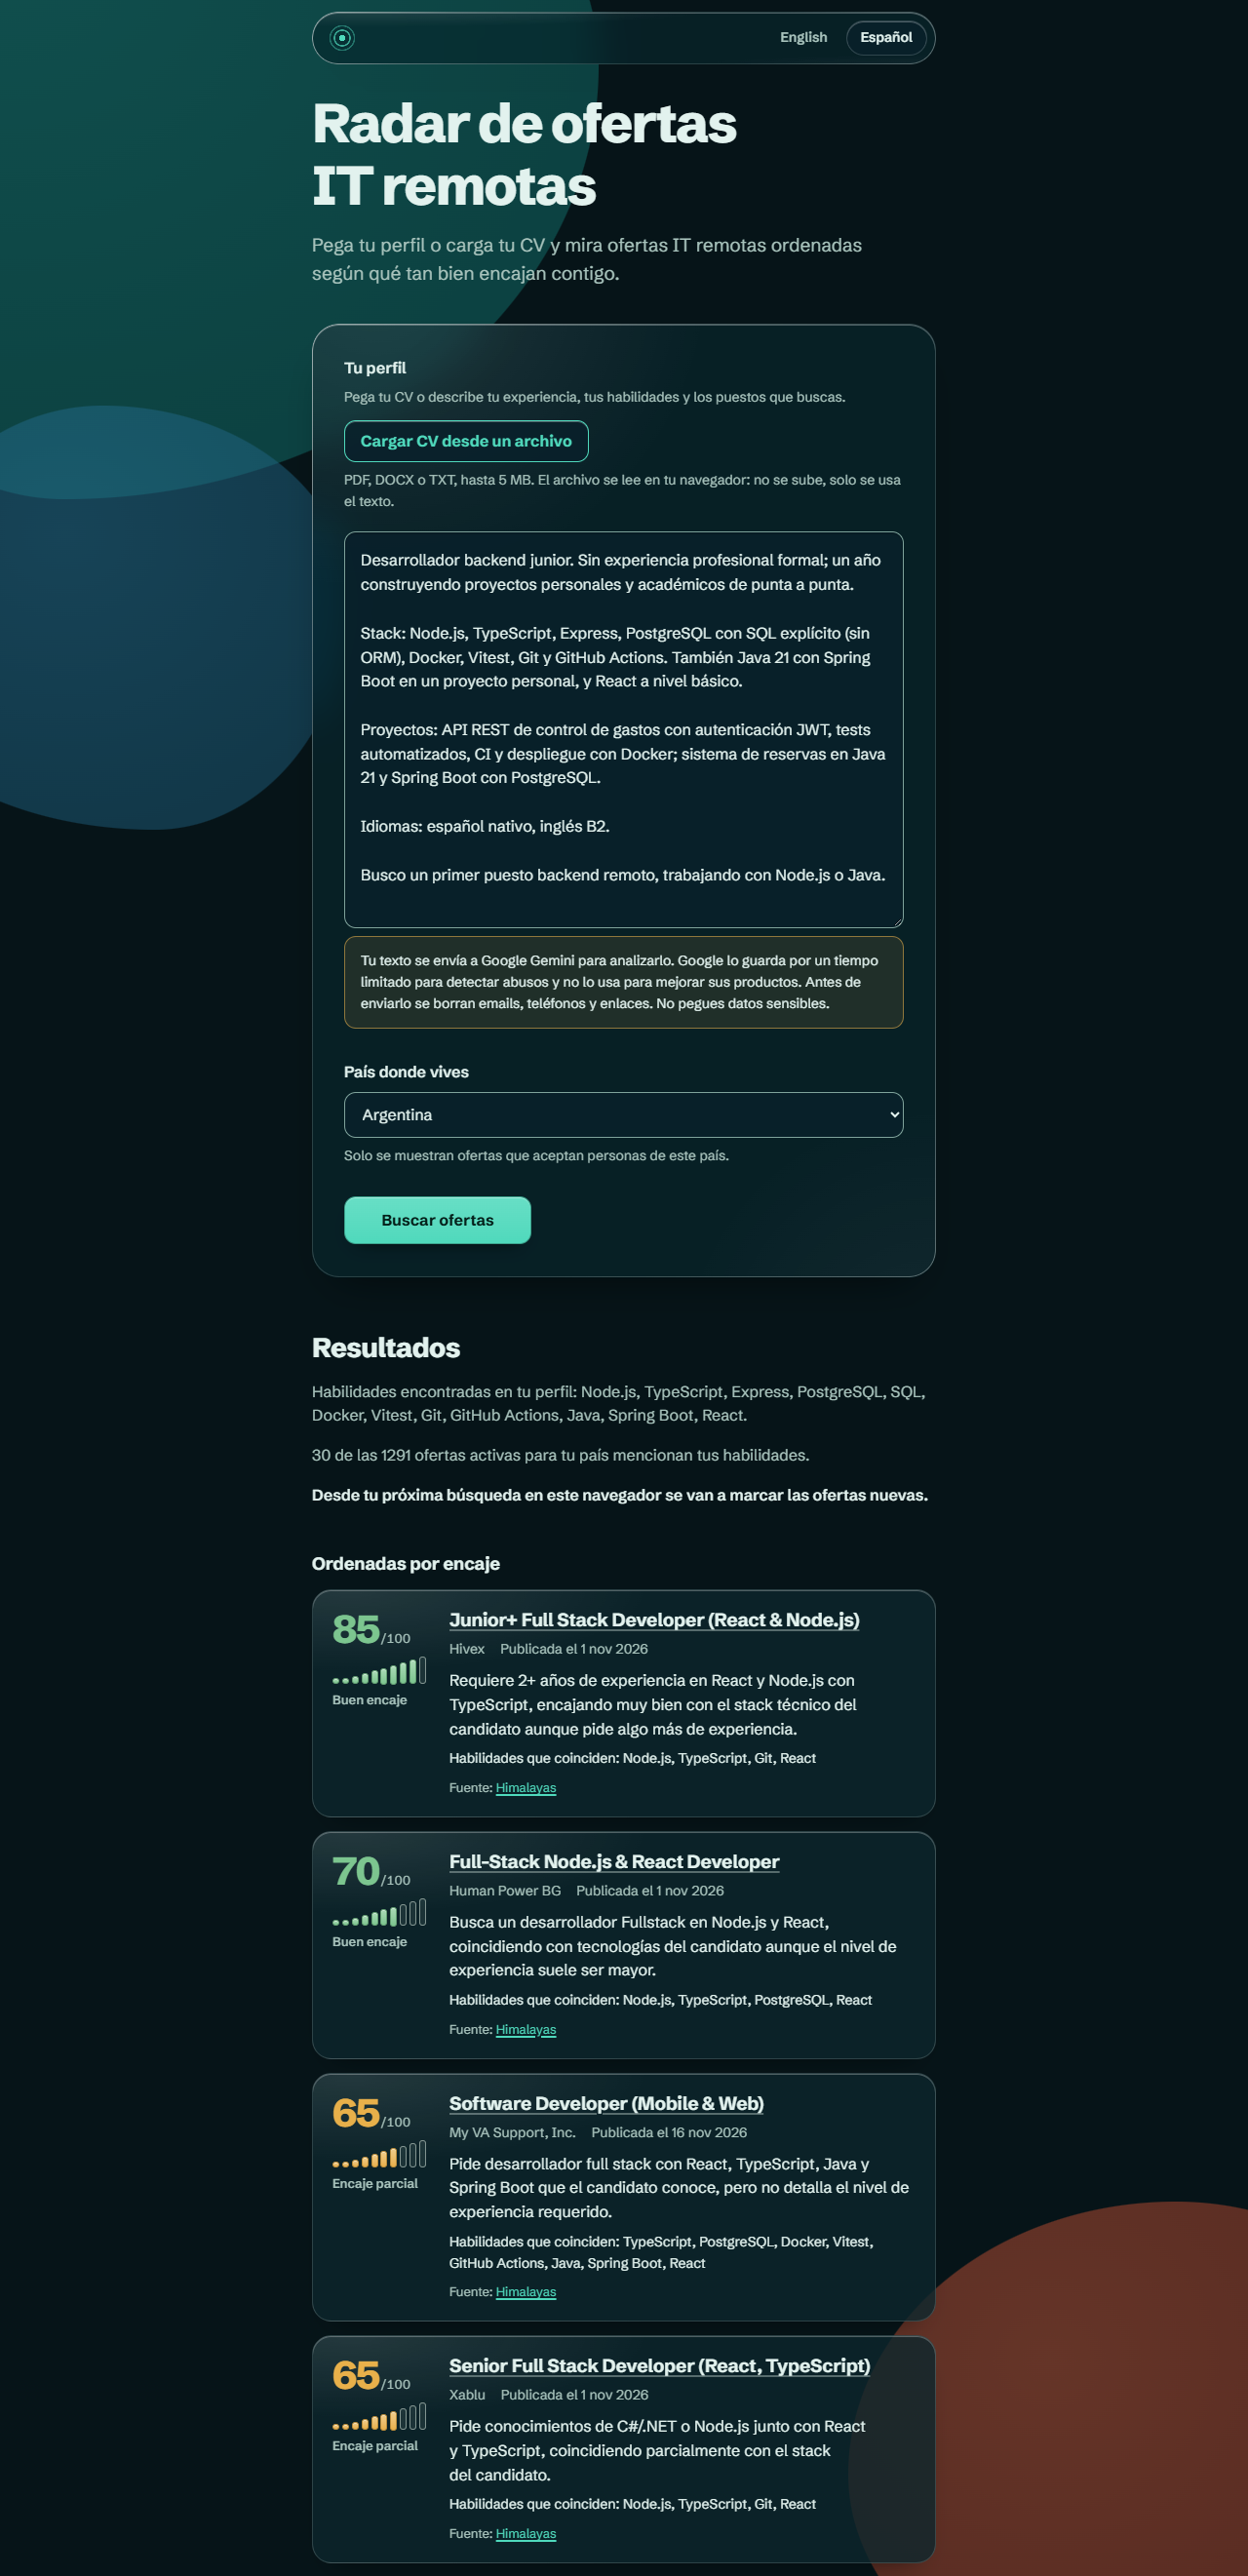 English Español
Radar de ofertas
IT remotas
Pega tu perfil o carga tu CV y mira ofertas IT remotas ordenadas
según qué tan bien encajan contigo.
Tu perfil
Pega tu CV o describe tu experiencia, tus habilidades y los puestos que buscas.
Cargar CV desde un archivo
PDF, DOCX o TXT, hasta 5 MB. El archivo se lee en tu navegador: no se sube, solo se usa
el texto.
Desarrollador backend junior. Sin experiencia profesional formal; un año
construyendo proyectos personales y académicos de punta a punta.
Stack: Node.js, TypeScript, Express, PostgreSQL con SQL explícito (sin
ORM), Docker, Vitest, Git y GitHub Actions. También Java 21 con Spring
Boot en un proyecto personal, y React a nivel básico.
Proyectos: API REST de control de gastos con autenticación JWT, tests
automatizados, CI y despliegue con Docker; sistema de reservas en Java
21 y Spring Boot con PostgreSQL.
Idiomas: español nativo, inglés B2.
Busco un primer puesto backend remoto, trabajando con Node.js o Java.
Tu texto se envía a Google Gemini para analizarlo. Google lo guarda por un tiempo
limitado para detectar abusos y no lo usa para mejorar sus productos. Antes de
enviarlo se borran emails, teléfonos y enlaces. No pegues datos sensibles.
País donde vives
Argentina
Solo se muestran ofertas que aceptan personas de este país.
Buscar ofertas
Resultados
Habilidades encontradas en tu perfil: Node.js, TypeScript, Express, PostgreSQL, SQL,
Docker, Vitest, Git, GitHub Actions, Java, Spring Boot, React.
30 de las 1291 ofertas activas para tu país mencionan tus habilidades.
Desde tu próxima búsqueda en este navegador se van a marcar las ofertas nuevas.
Ordenadas por encaje
85/100
Buen encaje
Junior+ Full Stack Developer (React & Node.js)
Hivex Publicada el 1 nov 2026
Requiere 2+ años de experiencia en React y Node.js con
TypeScript, encajando muy bien con el stack técnico del
candidato aunque pide algo más de experiencia.
Habilidades que coinciden: Node.js, TypeScript, Git, React
Fuente: Himalayas
70/100
Buen encaje
Full-Stack Node.js & React Developer
Human Power BG Publicada el 1 nov 2026
Busca un desarrollador Fullstack en Node.js y React,
coincidiendo con tecnologías del candidato aunque el nivel de
experiencia suele ser mayor.
Habilidades que coinciden: Node.js, TypeScript, PostgreSQL, React
Fuente: Himalayas
65/100
Encaje parcial
Software Developer (Mobile & Web)
My VA Support, Inc. Publicada el 16 nov 2026
Pide desarrollador full stack con React, TypeScript, Java y
Spring Boot que el candidato conoce, pero no detalla el nivel de
experiencia requerido.
Habilidades que coinciden: TypeScript, PostgreSQL, Docker, Vitest,
GitHub Actions, Java, Spring Boot, React
Fuente: Himalayas
65/100
Encaje parcial
Senior Full Stack Developer (React, TypeScript)
Xablu Publicada el 1 nov 2026
Pide conocimientos de C#/.NET o Node.js junto con React
y TypeScript, coincidiendo parcialmente con el stack
del candidato.
Habilidades que coinciden: Node.js, TypeScript, Git, React
Fuente: Himalayas